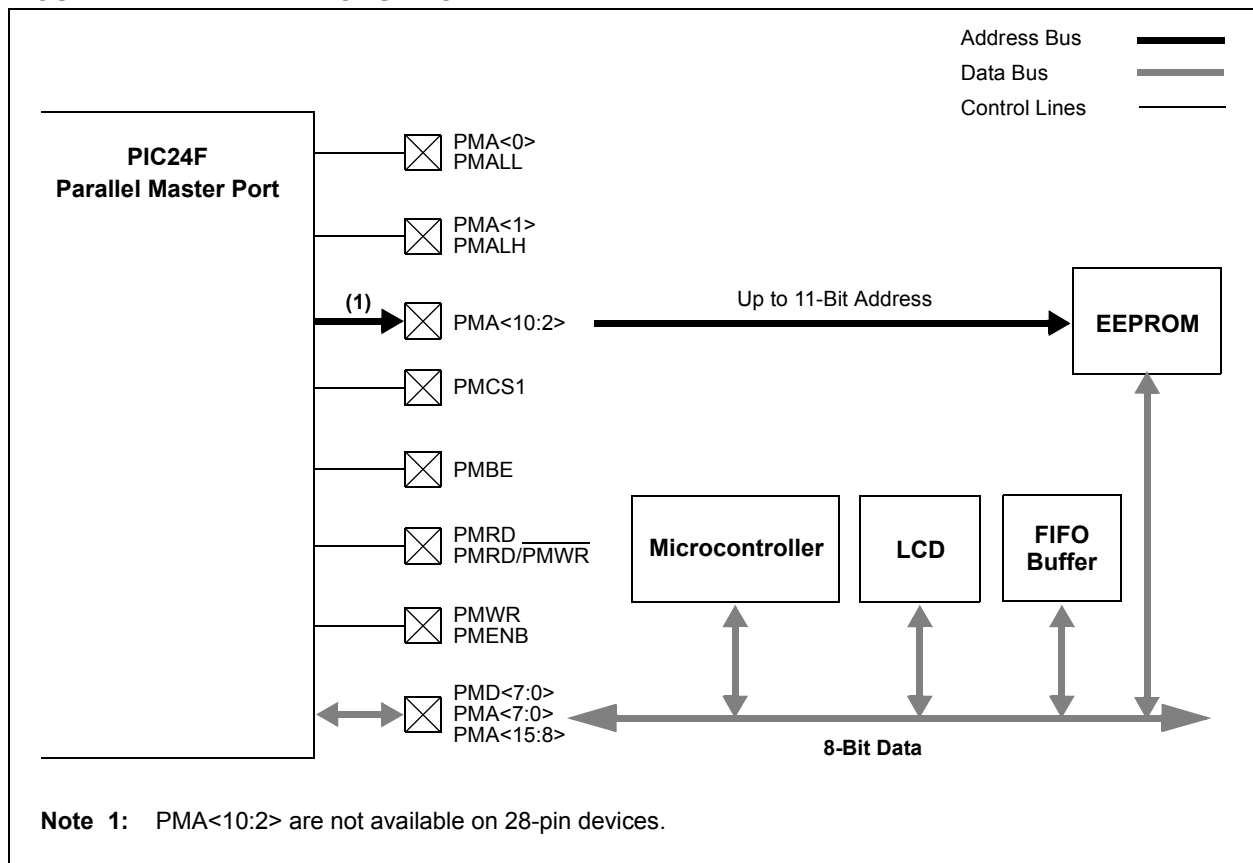 Address Bus
Data Bus
Control Lines
PIC24F
Parallel Master Port
PMA<0>
PMALL
PMA<1>
PMALH
(1)
PMA<10:2>
Up to 11-Bit Address
EEPROM
PMCS1
PMBE
PMRD
PMRD/PMWR
Microcontroller
LCD
FIFO
Buffer
PMWR
PMENB
PMD<7:0>
PMA<7:0>
PMA<15:8>
8-Bit Data
Note 1: PMA<10:2> are not available on 28-pin devices.